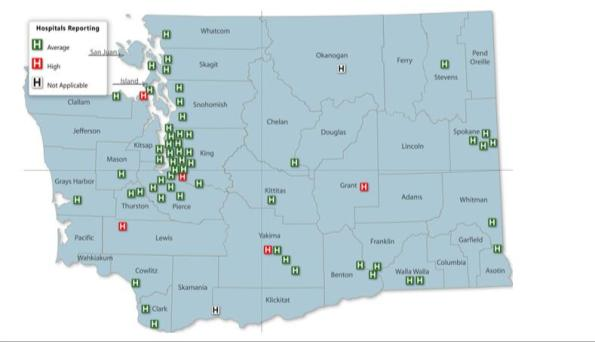 Hospitals Reporting
H Average
H High
H Not Applicable
Whatcom
San Juan
Skagit
Island
Clallam
Snohomish
Okanogan
H
Ferry
Stevens
Pend
Oreille
Jefferson
Chelan
Douglas
Kitsap
King
Lincoln
Spokane
Mason
Grays Harbor
Kittitas
Grant H
Adams
Whitman
Thurston
Pierce
H
Pacific
Lewis
Yakima
H H
Franklin
Garfield
Wahkiakum
Cowlitz
Benton
Walla Walla
Columbia
Asotin
Skamania
Klickitat
H Clark
H